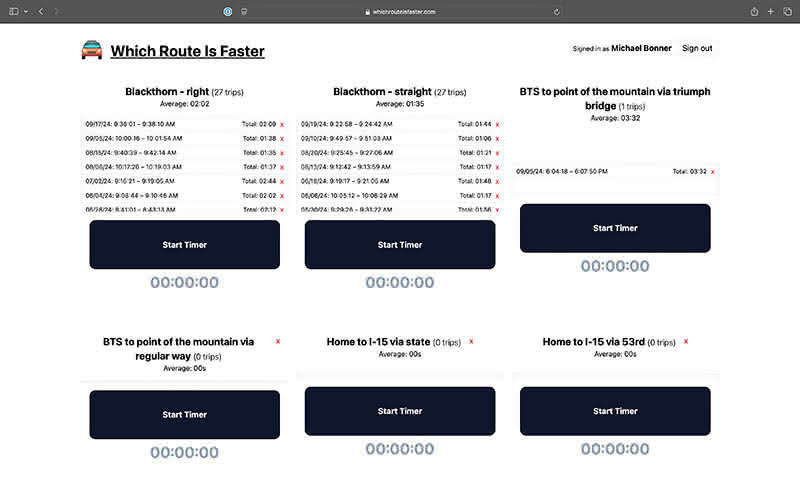 whichrouteisfaster.com
Which Route Is Faster
Signed in as Michael Bonner
Sign out
Blackthorn - right (27 trips)
Average: 02:02
09/17/24: 9:36:01 – 9:38:10 AM Total: 02:09 x
09/05/24: 10:00:16 – 10:01:54 AM Total: 01:38 x
08/15/24: 9:40:39 – 9:42:14 AM Total: 01:35 x
08/06/24: 10:17:26 – 10:19:03 AM Total: 01:37 x
07/02/24: 9:16:21 – 9:19:05 AM Total: 02:44 x
06/04/24: 9:08:44 – 9:10:46 AM Total: 02:02 x
05/28/24: 8:41:01 – 8:43:13 AM Total: 02:12 x
Start Timer
00:00:00
Blackthorn - straight (27 trips)
Average: 01:35
09/19/24: 9:22:58 – 9:24:42 AM Total: 01:44 x
09/10/24: 9:49:57 – 9:51:03 AM Total: 01:06 x
08/20/24: 9:25:45 – 9:27:06 AM Total: 01:21 x
08/13/24: 9:12:42 – 9:13:59 AM Total: 01:17 x
06/18/24: 9:19:17 – 9:21:05 AM Total: 01:48 x
06/06/24: 10:05:12 – 10:06:29 AM Total: 01:17 x
05/30/24: 9:29:26 – 9:31:22 AM Total: 01:56 x
Start Timer
00:00:00
BTS to point of the mountain via triumph
bridge (1 trips)
Average: 03:32
09/05/24: 6:04:18 – 6:07:50 PM Total: 03:32 x
Start Timer
00:00:00
BTS to point of the mountain via x
regular way (0 trips)
Average: 00s
Start Timer
00:00:00
Home to I-15 via state (0 trips) x
Average: 00s
Start Timer
00:00:00
Home to I-15 via 53rd (0 trips) x
Average: 00s
Start Timer
00:00:00